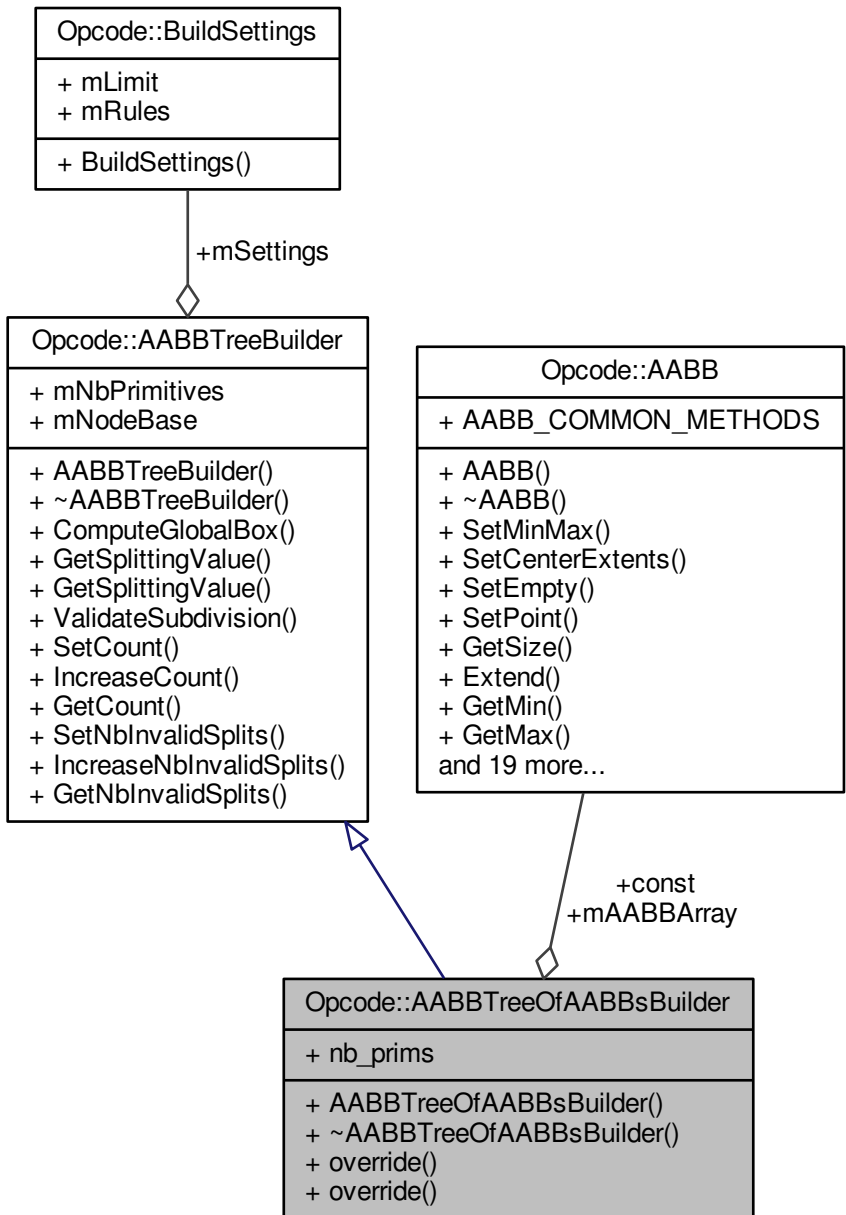 Opcode::BuildSettings
+ mLimit
+ mRules
+ BuildSettings()
+mSettings
Opcode::AABBTreeBuilder
+ mNbPrimitives
+ mNodeBase
+ AABBTreeBuilder()
+ ~AABBTreeBuilder()
+ ComputeGlobalBox()
+ GetSplittingValue()
+ GetSplittingValue()
+ ValidateSubdivision()
+ SetCount()
+ IncreaseCount()
+ GetCount()
+ SetNbInvalidSplits()
+ IncreaseNbInvalidSplits()
+ GetNbInvalidSplits()
Opcode::AABB
+ AABB_COMMON_METHODS
+ AABB()
+ ~AABB()
+ SetMinMax()
+ SetCenterExtents()
+ SetEmpty()
+ SetPoint()
+ GetSize()
+ Extend()
+ GetMin()
+ GetMax()
and 19 more...
+const
+mAABBArray
Opcode::AABBTreeOfAABBsBuilder
+ nb_prims
+ AABBTreeOfAABBsBuilder()
+ ~AABBTreeOfAABBsBuilder()
+ override()
+ override()